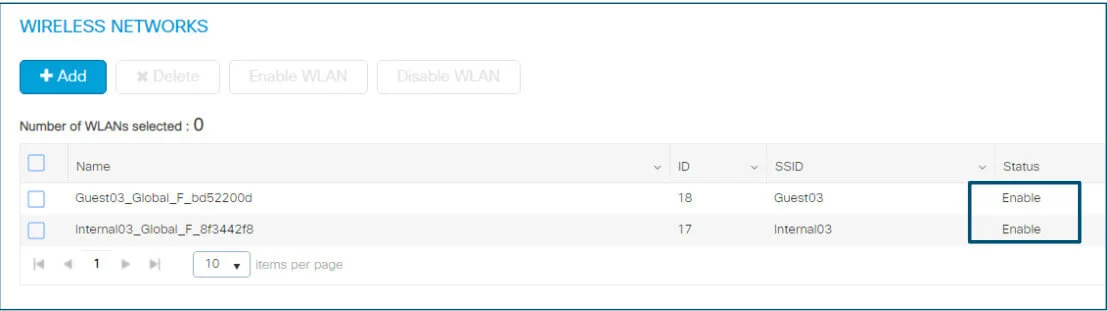 WIRELESS NETWORKS
+ Add ✖ Delete Enable WLAN Disable WLAN
Number of WLANs selected : 0
Name ID SSID Status
Guest03_Global_F_bd52200d 18 Guest03 Enable
Internal03_Global_F_8f3442f8 17 Internal03 Enable
1 10 items per page